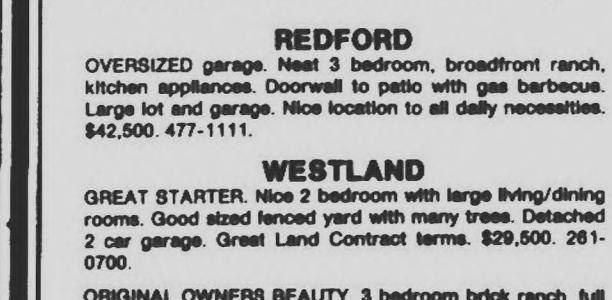 REDFORD
OVERSIZED garage. Neat 3 bedroom, broadfront ranch,
kitchen appliances. Doorwall to patio with gas barbecue.
Large lot and garage. Nice location to all daily necessities.
$42,500. 477-1111.
WESTLAND
GREAT STARTER. Nice 2 bedroom with large living/dining
rooms. Good sized fenced yard with many trees. Detached
2 car garage. Great Land Contract terms. $29,500. 261-
0700.
ORIGINAL OWNERS BEAUTY. 3 bedroom brick ranch, full